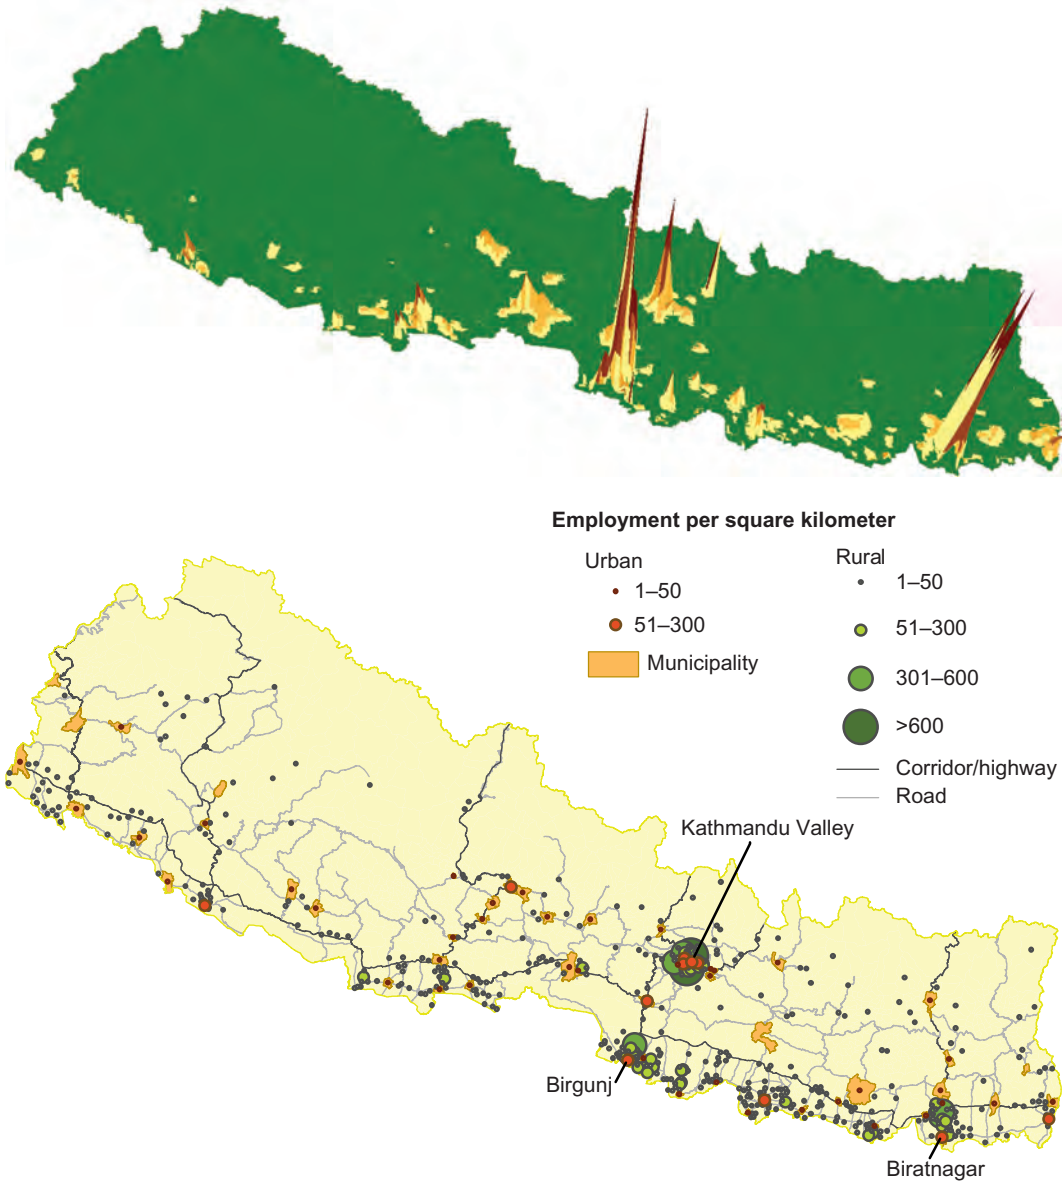 Employment per square kilometer
Urban
1–50
51–300
Municipality
Rural
1–50
51–300
301–600
>600
Corridor/highway
Road
Kathmandu Valley
Birgunj
Biratnagar